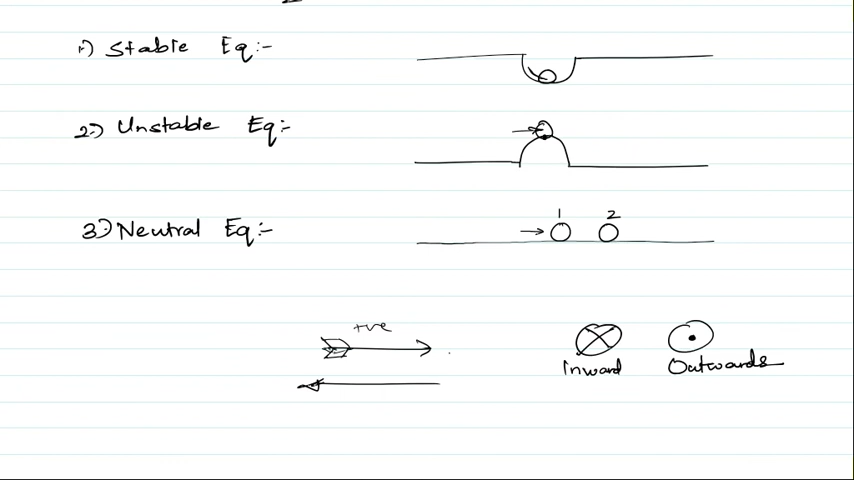 1.) Stable Eq:-
2.) Unstable Eq:-
3.) Neutral Eq:-
1 2
+ve
Inward Outwards